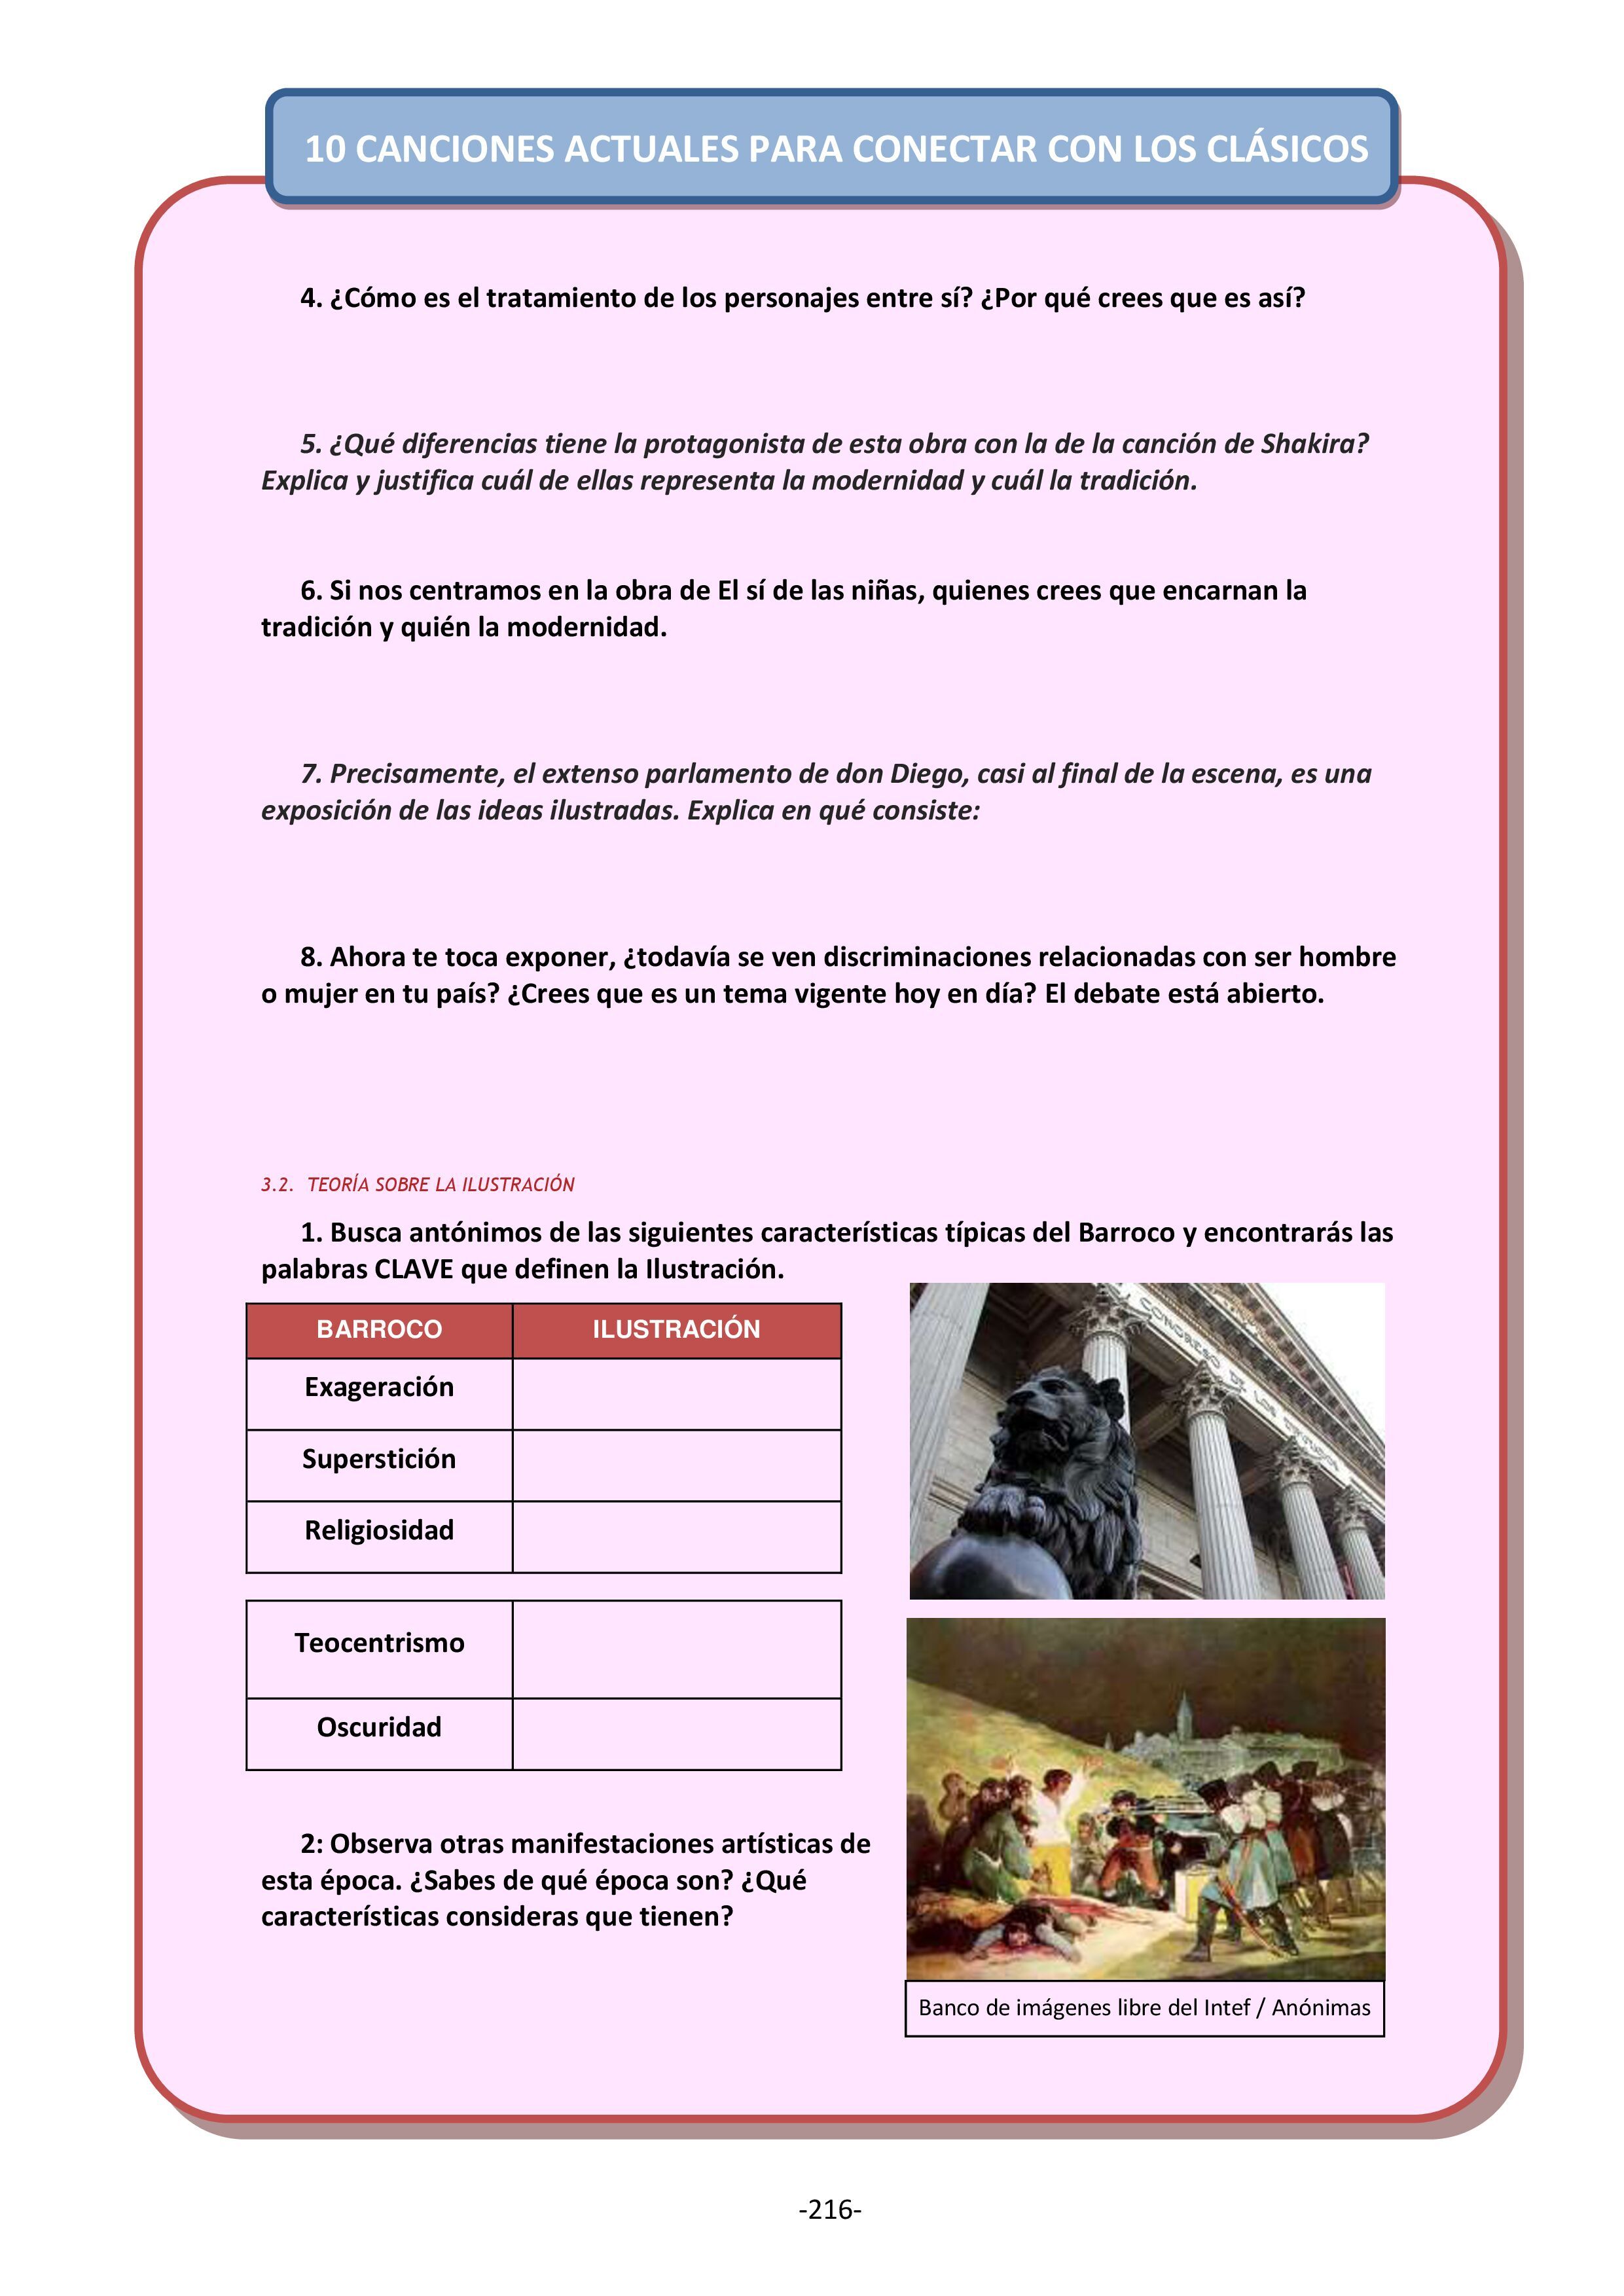 10 CANCIONES ACTUALES PARA CONECTAR CON LOS CLÁSICOS
4. ¿Cómo es el tratamiento de los personajes entre sí? ¿Por qué crees que es así?
5. ¿Qué diferencias tiene la protagonista de esta obra con la de la canción de Shakira?
Explica y justifica cuál de ellas representa la modernidad y cuál la tradición.
6. Si nos centramos en la obra de El sí de las niñas, quienes crees que encarnan la
tradición y quién la modernidad.
7. Precisamente, el extenso parlamento de don Diego, casi al final de la escena, es una
exposición de las ideas ilustradas. Explica en qué consiste:
8. Ahora te toca exponer, ¿todavía se ven discriminaciones relacionadas con ser hombre
o mujer en tu país? ¿Crees que es un tema vigente hoy en día? El debate está abierto.
3.2. TEORÍA SOBRE LA ILUSTRACIÓN
1. Busca antónimos de las siguientes características típicas del Barroco y encontrarás las
palabras CLAVE que definen la Ilustración.
BARROCO ILUSTRACIÓN
Exageración
Superstición
Religiosidad
Teocentrismo
Oscuridad
CONGRESO DE LOS
2: Observa otras manifestaciones artísticas de
esta época. ¿Sabes de qué época son? ¿Qué
características consideras que tienen?
Banco de imágenes libre del Intef / Anónimas
-216-